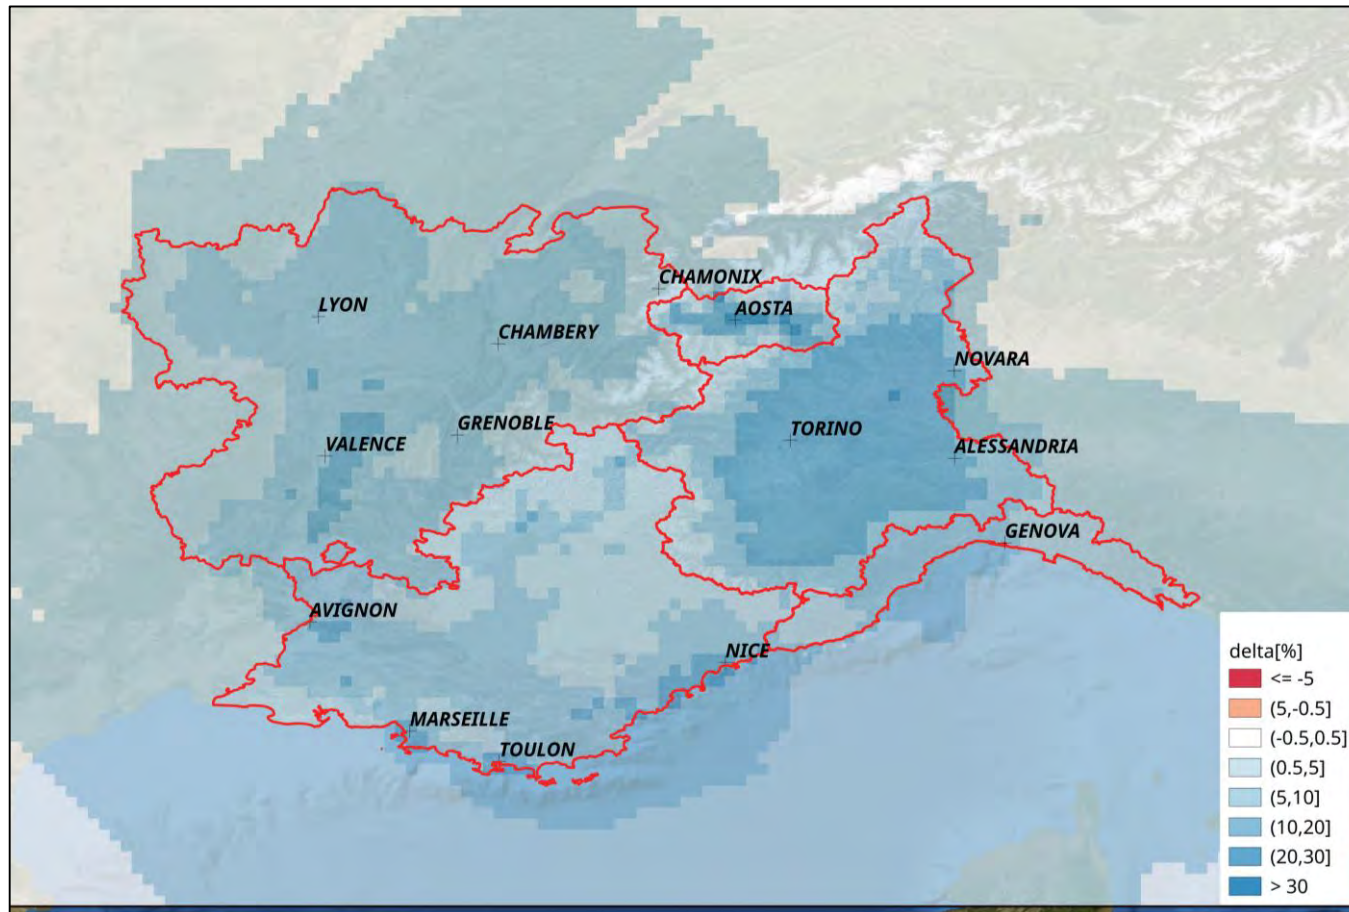 CHAMONIX
LYON
AOSTA
CHAMBERY
NOVARA
GRENOBLE
TORINO
VALENCE
ALESSANDRIA
GENOVA
AVIGNON
NICE
MARSEILLE
TOULON
delta[%]
<= -5
(5,-0.5]
(-0.5,0.5]
(0.5,5]
(5,10]
(10,20]
(20,30]
> 30